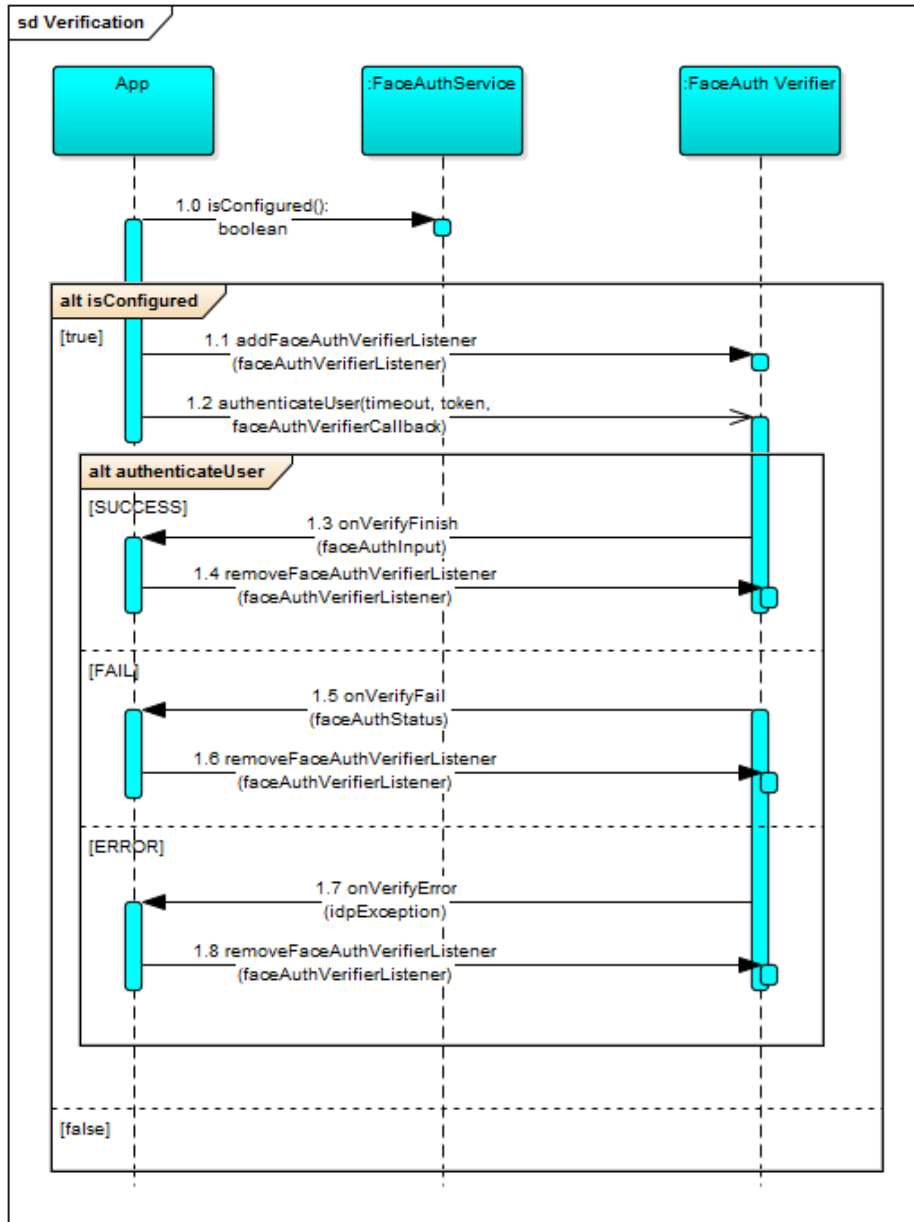 sd Verification
App
:FaceAuthService
:FaceAuth Verifier
1.0 isConfigured():
boolean
alt isConfigured
[true]
1.1 addFaceAuthVerifierListener
(faceAuthVerifierListener)
1.2 authenticateUser(timeout, token,
faceAuthVerifierCallback)
alt authenticateUser
[SUCCESS]
1.3 onVerifyFinish
(faceAuthInput)
1.4 removeFaceAuthVerifierListener
(faceAuthVerifierListener)
[FAIL]
1.5 onVerifyFail
(faceAuthStatus)
1.6 removeFaceAuthVerifierListener
(faceAuthVerifierListener)
[ERROR]
1.7 onVerifyError
(idpException)
1.8 removeFaceAuthVerifierListener
(faceAuthVerifierListener)
[false]